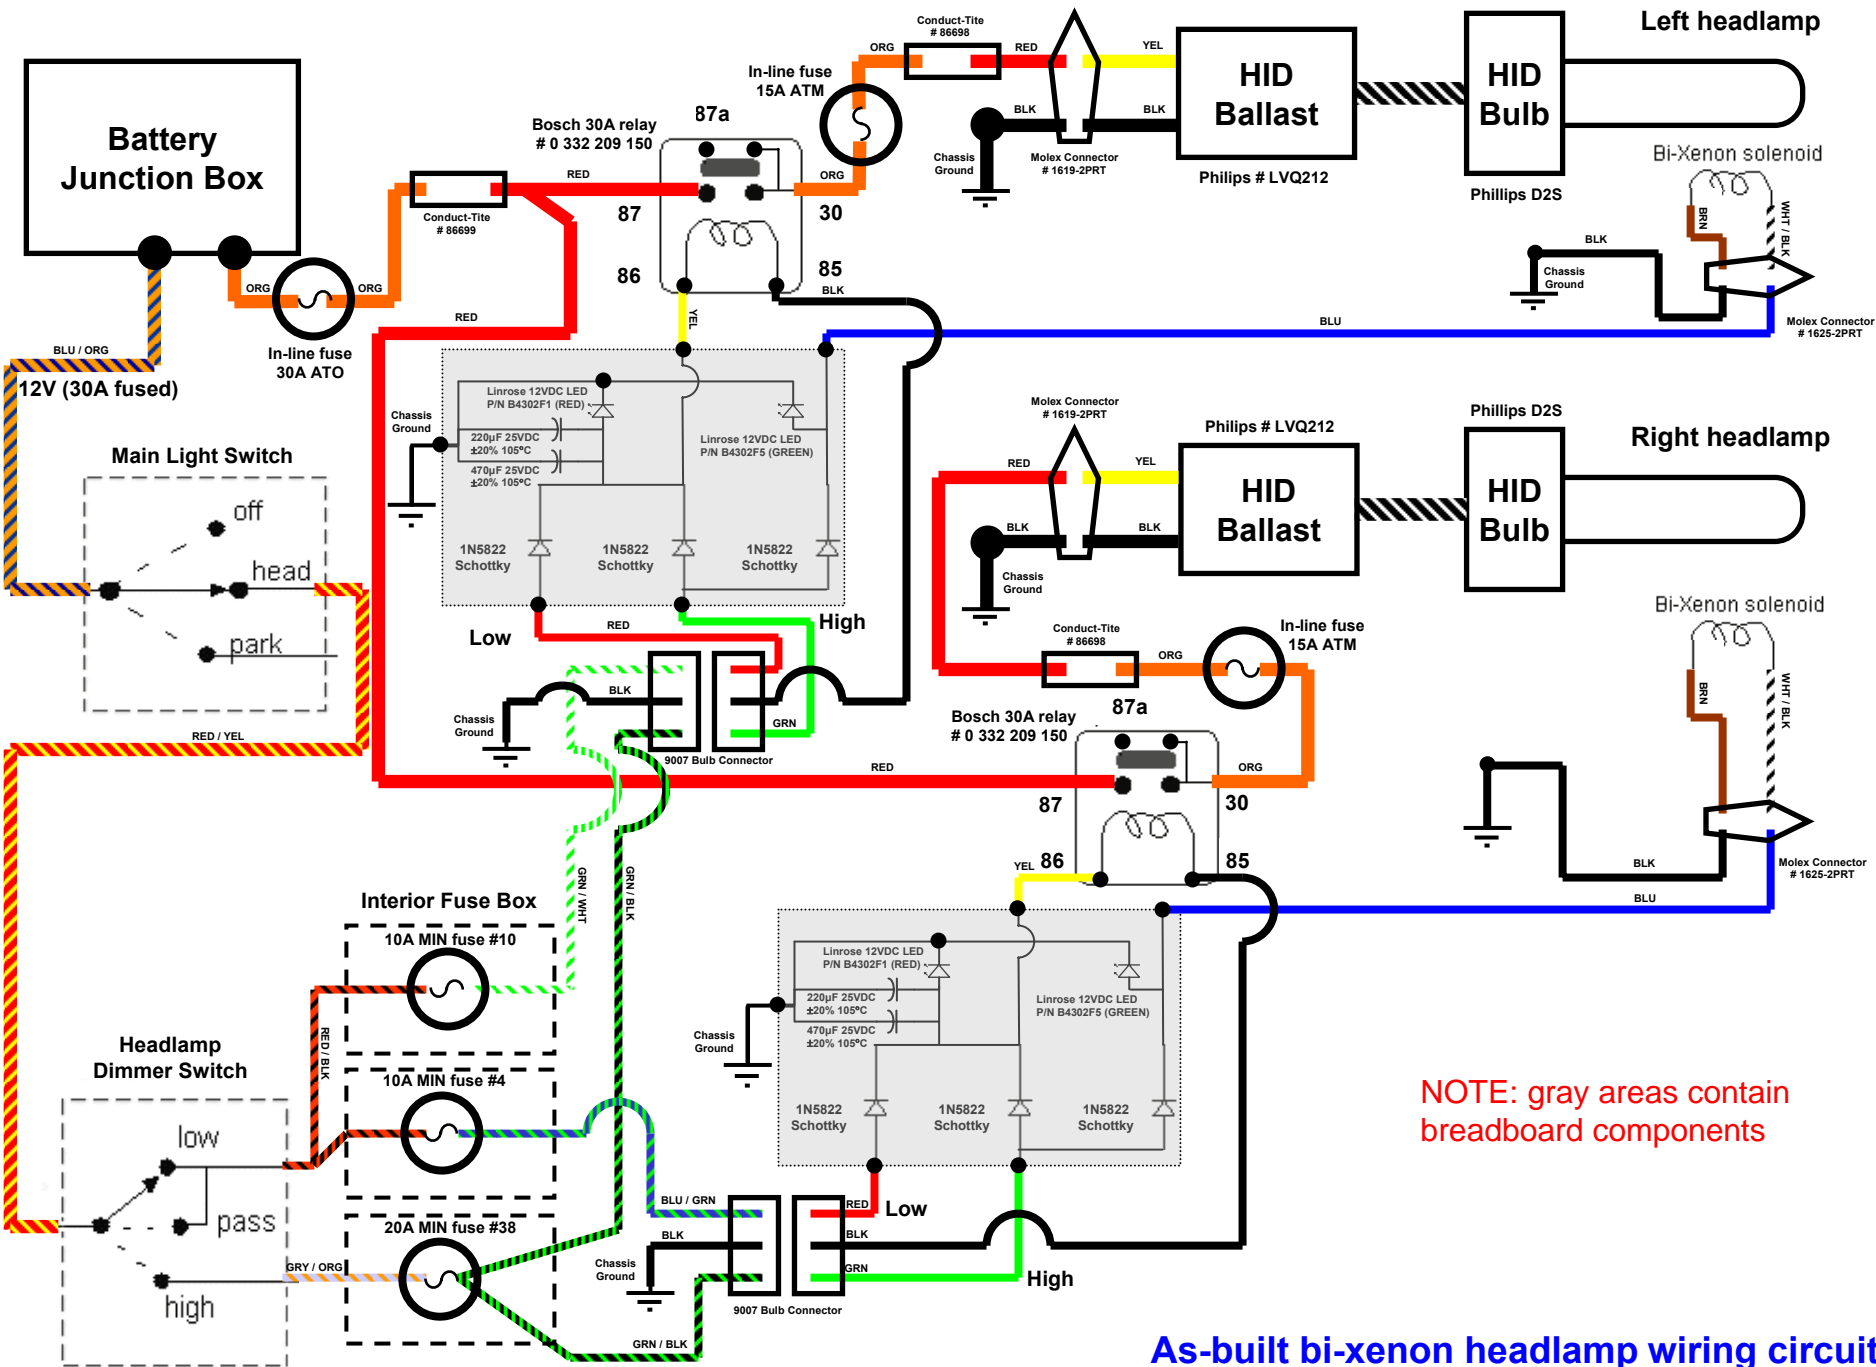 Left headlamp
Conduct-Tite
# 86698
ORG
RED
YEL
In-line fuse
15A ATM
HID
Ballast
HID
Bulb
Battery
Junction Box
87a
Bosch 30A relay
# 0 332 209 150
BLK
BLK
Chassis
Ground
Molex Connector
# 1619-2PRT
Philips # LVQ212
Phillips D2S
Bi-Xenon solenoid
BRN
WHT / BLK
RED
ORG
Conduct-Tite
# 86699
87
30
86
85
BLK
BLK
Chassis
Ground
ORG
ORG
YEL
RED
BLU
Molex Connector
# 1625-2PRT
BLU / ORG
In-line fuse
30A ATO
12V (30A fused)
Linrose 12VDC LED
P/N B4302F1 (RED)
Chassis
Ground
220µF 25VDC
±20% 105ºC
470µF 25VDC
±20% 105ºC
Linrose 12VDC LED
P/N B4302F5 (GREEN)
Molex Connector
# 1619-2PRT
Philips # LVQ212
Phillips D2S
Right headlamp
Main Light Switch
RED
YEL
HID
Ballast
HID
Bulb
off
head
park
1N5822
Schottky
1N5822
Schottky
1N5822
Schottky
BLK
BLK
Chassis
Ground
Low
RED
High
Bi-Xenon solenoid
BRN
WHT / BLK
Conduct-Tite
# 86698
ORG
In-line fuse
15A ATM
BLK
Chassis
Ground
GRN
9007 Bulb Connector
RED / YEL
87a
Bosch 30A relay
# 0 332 209 150
RED
ORG
87
30
YEL
86
85
BLK
Molex Connector
# 1625-2PRT
BLU
GRN / WHT
GRN / BLK
Interior Fuse Box
10A MIN fuse #10
Linrose 12VDC LED
P/N B4302F1 (RED)
220µF 25VDC
±20% 105ºC
470µF 25VDC
±20% 105ºC
Linrose 12VDC LED
P/N B4302F5 (GREEN)
Chassis
Ground
RED / BLK
Headlamp
Dimmer Switch
10A MIN fuse #4
1N5822
Schottky
1N5822
Schottky
1N5822
Schottky
NOTE: gray areas contain
breadboard components
low
pass
high
BLU / GRN
RED
Low
20A MIN fuse #38
BLK
BLK
Chassis
Ground
GRY / ORG
GRN
High
9007 Bulb Connector
GRN / BLK
As-built bi-xenon headlamp wiring circuit